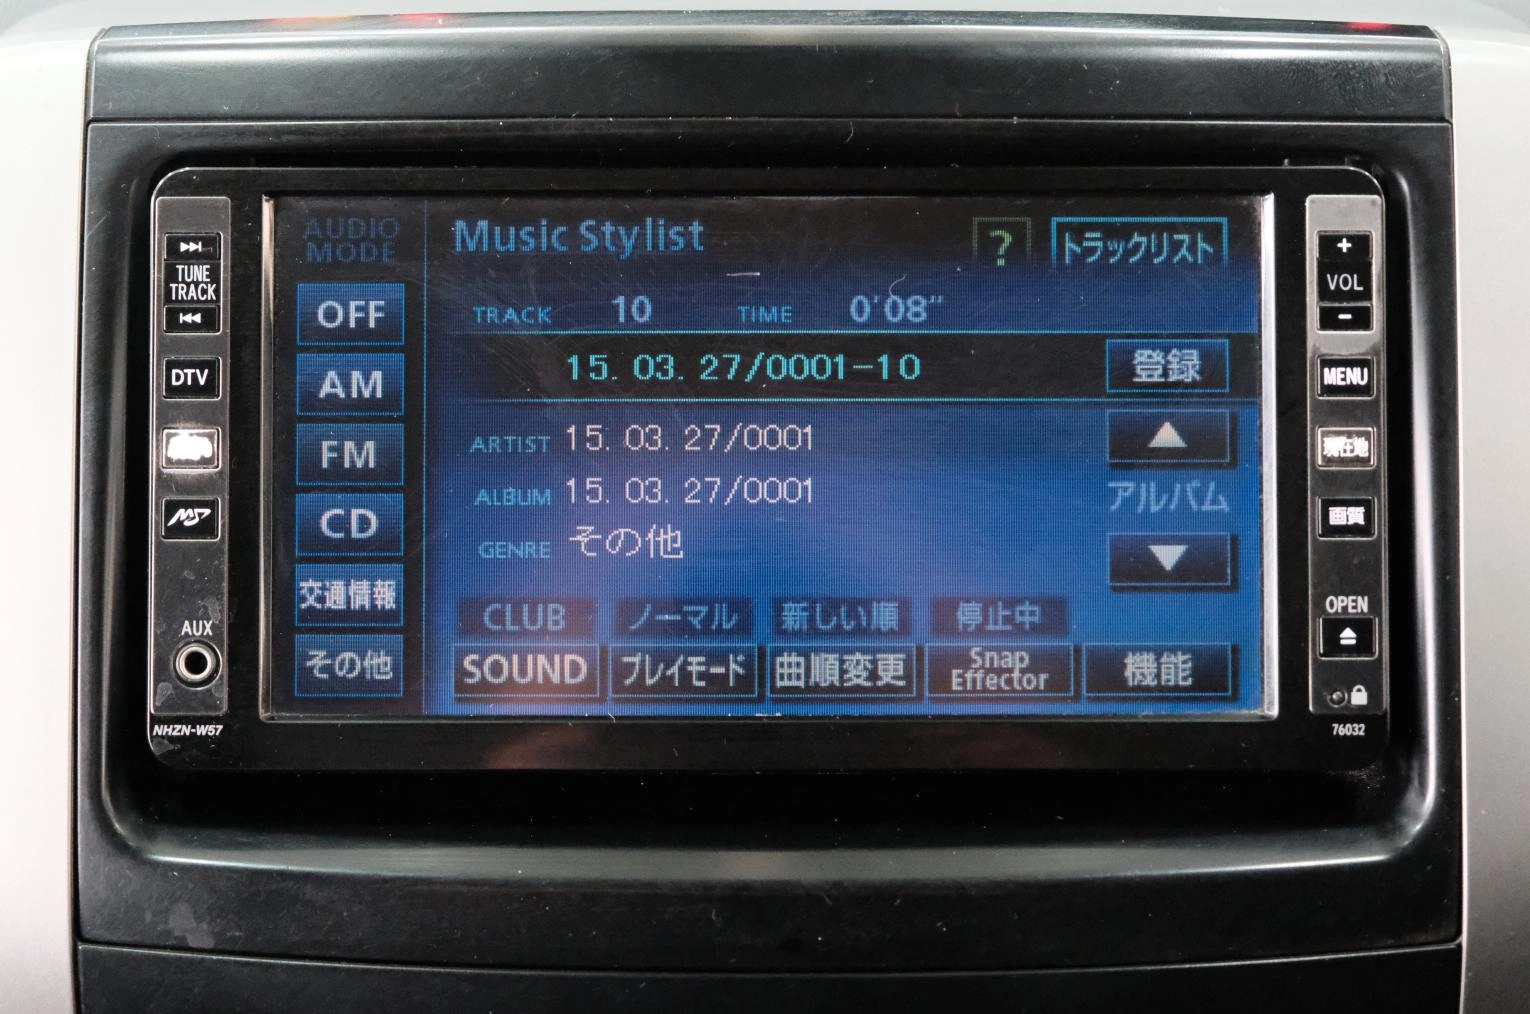 AUDIO
MODE
Music Stylist
?
トラックリスト
TUNE
TRACK
OFF
TRACK 10 TIME 0'08"
+
VOL
-
DTV
AM
15. 03. 27/0001-10
登録
MENU
FM
ARTIST 15. 03. 27/0001
現在地
ALBUM 15. 03. 27/0001
アルバム
CD
GENRE その他
画質
交通情報
CLUB
ノーマル
新しい順
停止中
OPEN
AUX
その他
SOUND
プレイモード
曲順変更
Snap
Effector
機能
NHZN-W57
76032